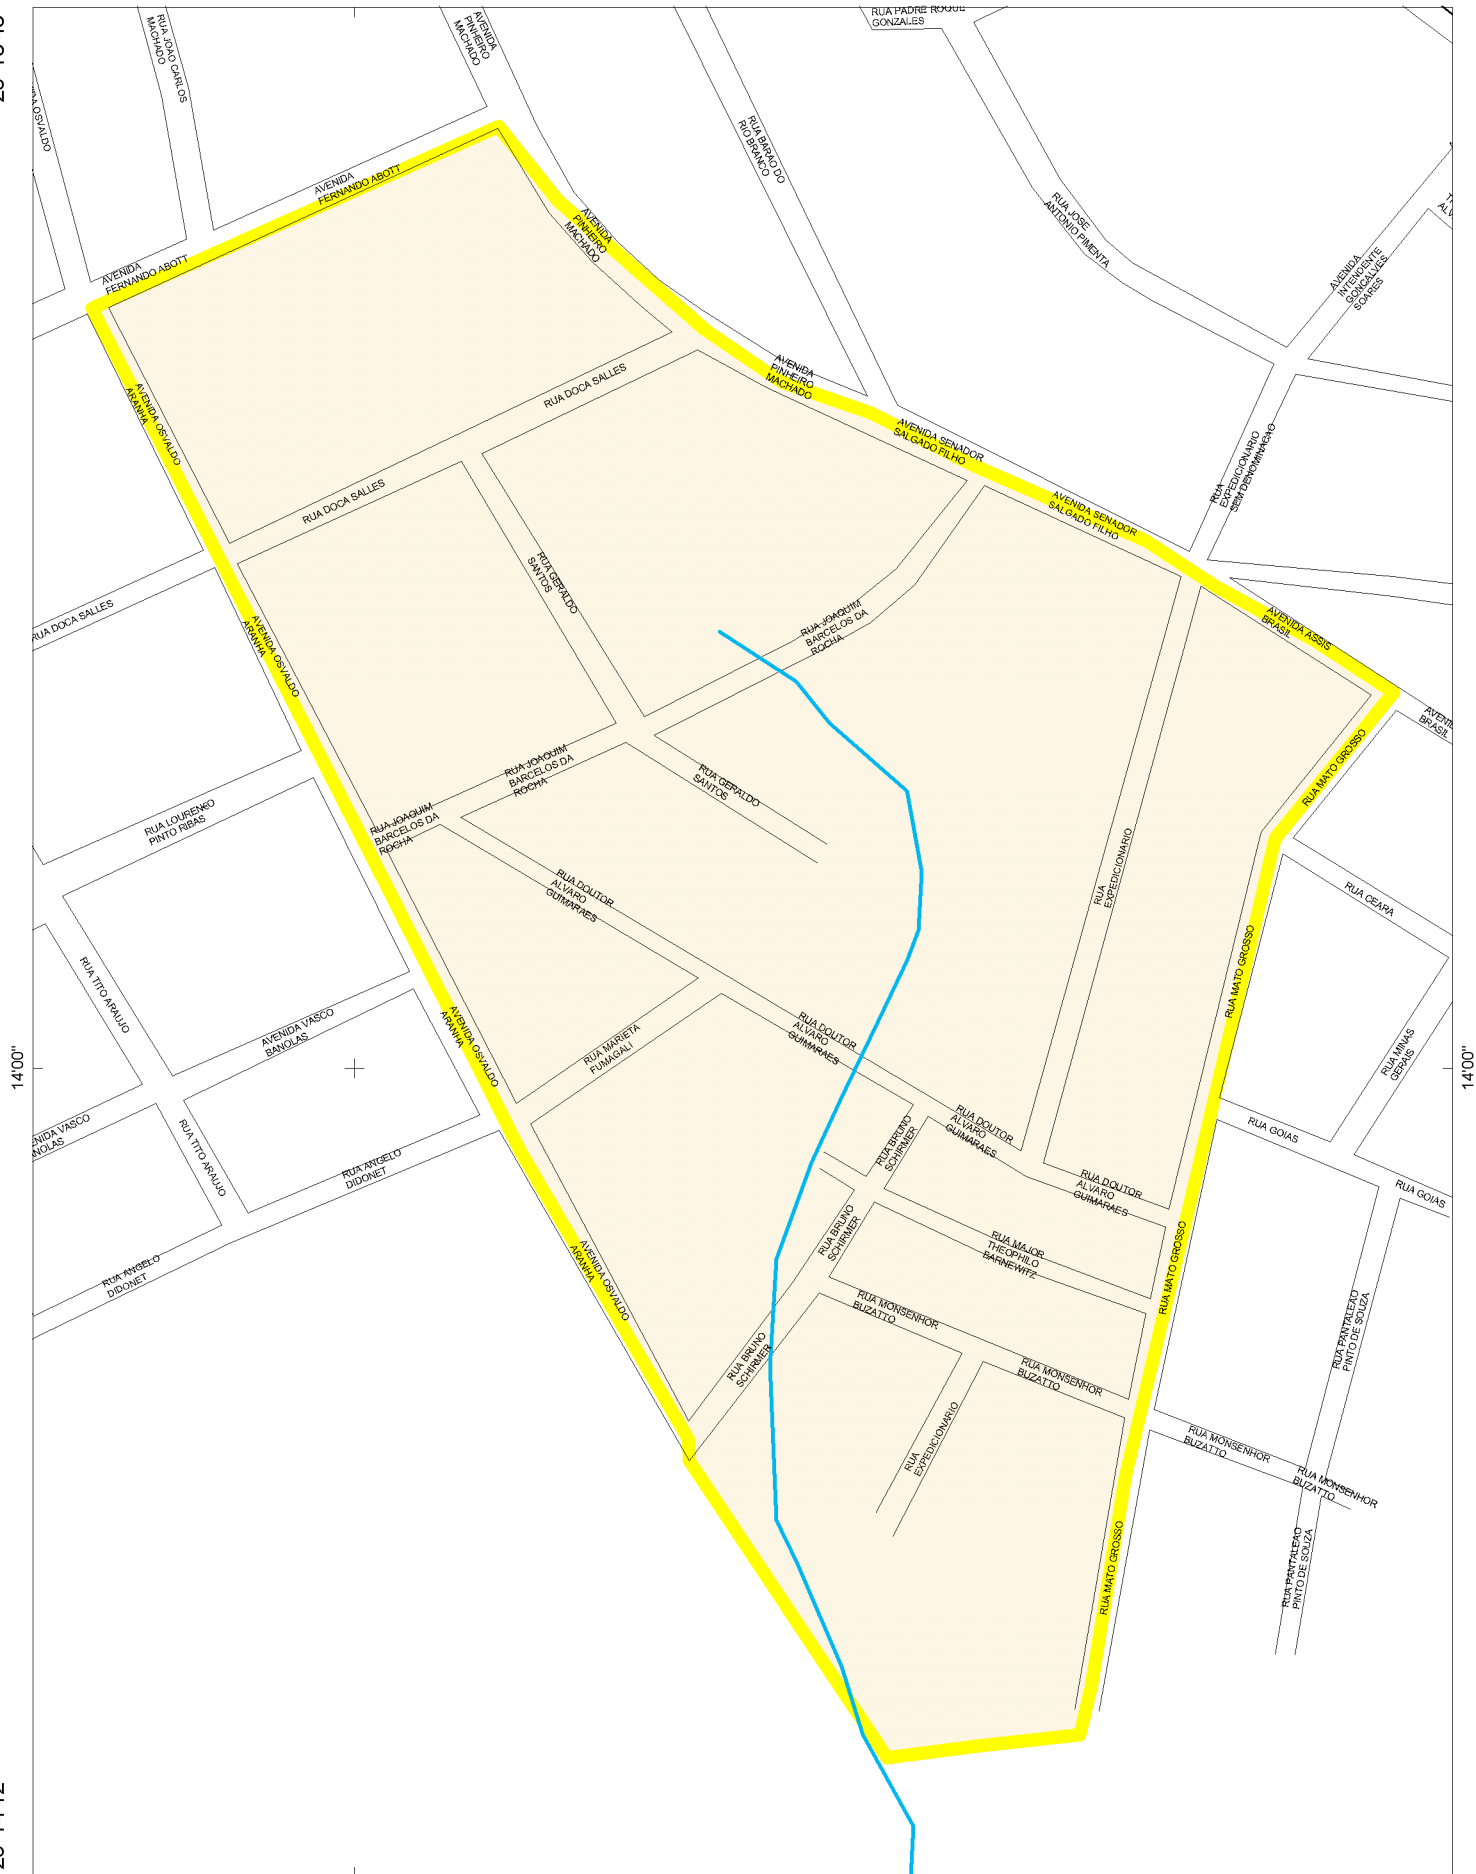 RUA JOAO CARLOS
MACHADO
AVENIDA
PINHEIRO
MACHADO
RUA PADRE ROQUE
GONZALES
OSVALDO
RUA BARAO DO
RIO BRANCO
RUA JOSE
ANTONIO PIMENTA
AVENIDA
INTENDENTE
GONCALVES
SOARES
AVENIDA
FERNANDO ABOTT
AVENIDA
FERNANDO ABOTT
AVENIDA
PINHEIRO
MACHADO
AVENIDA
PINHEIRO
MACHADO
AVENIDA OSVALDO
ARANHA
RUA DOCA SALLES
RUA DOCA SALLES
AVENIDA SENADOR
SALGADO FILHO
AVENIDA SENADOR
SALGADO FILHO
RUA
EXPEDICIONARIO
SEM DENOMINACAO
RUA GERALDO
SANTOS
RUA DOCA SALLES
AVENIDA OSVALDO
ARANHA
RUA JOAQUIM
BARCELOS DA
ROCHA
AVENIDA ASSIS
BRASIL
BRASIL
RUA JOAQUIM
BARCELOS DA
ROCHA
RUA GERALDO
SANTOS
RUA MATO GROSSO
RUA LOURENCO
PINTO RIBAS
RUA JOAQUIM
BARCELOS DA
ROCHA
RUA DOUTOR
ALVARO
GUIMARAES
RUA
EXPEDICIONARIO
RUA CEARA
RUA TITO ARAUJO
AVENIDA VASCO
BANOLAS
AVENIDA OSVALDO
ARANHA
RUA MARIETA
FUMAGALI
RUA DOUTOR
ALVARO
GUIMARAES
RUA MATO GROSSO
RUA MINAS
GERAIS
14'00"
14'00"
VASCO
RUA TITO ARAUJO
RUA ANGELO
DIDONET
RUA BRUNO
SCHIRMER
RUA DOUTOR
ALVARO
GUIMARAES
RUA GOIAS
RUA DOUTOR
ALVARO
GUIMARAES
RUA GOIAS
RUA ANGELO
DIDONET
AVENIDA OSVALDO
ARANHA
RUA BRUNO
SCHIRMER
RUA MAJOR
THEOPHILO
BARNEWITZ
RUA MATO GROSSO
RUA MONSENHOR
BUZATTO
RUA PANTALEAO
PINTO DE SOUZA
RUA BRUNO
SCHIRMER
RUA MONSENHOR
BUZATTO
RUA
EXPEDICIONARIO
RUA MONSENHOR
BUZATTO
RUA MONSENHOR
BUZATTO
RUA MATO GROSSO
RUA PANTALEAO
PINTO DE SOUZA